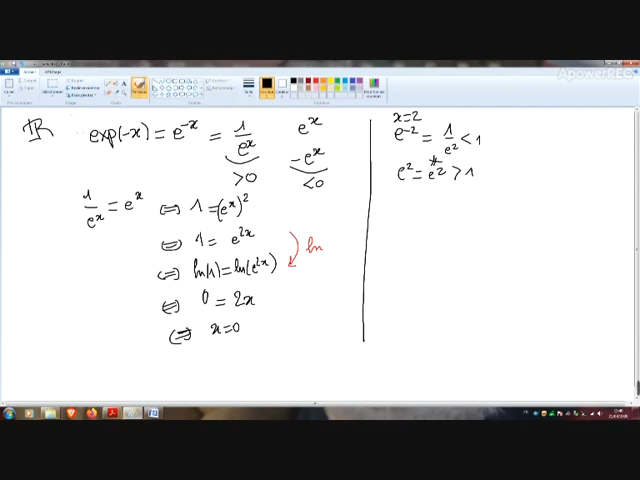 ApowerREC
ℝ exp(-x) = e^{-x} = 1/e^x e^x
-e^x
>0 <0
1/e^x = e^x ⇔ 1 = (e^x)^2
⇔ 1 = e^{2x}
ln
⇔ ln(1) = ln(e^{2x})
⇔ 0 = 2x
⇔ x=0
x=2
e^{-2} = 1/e^2 < 1
e^2 = e^2 > 1